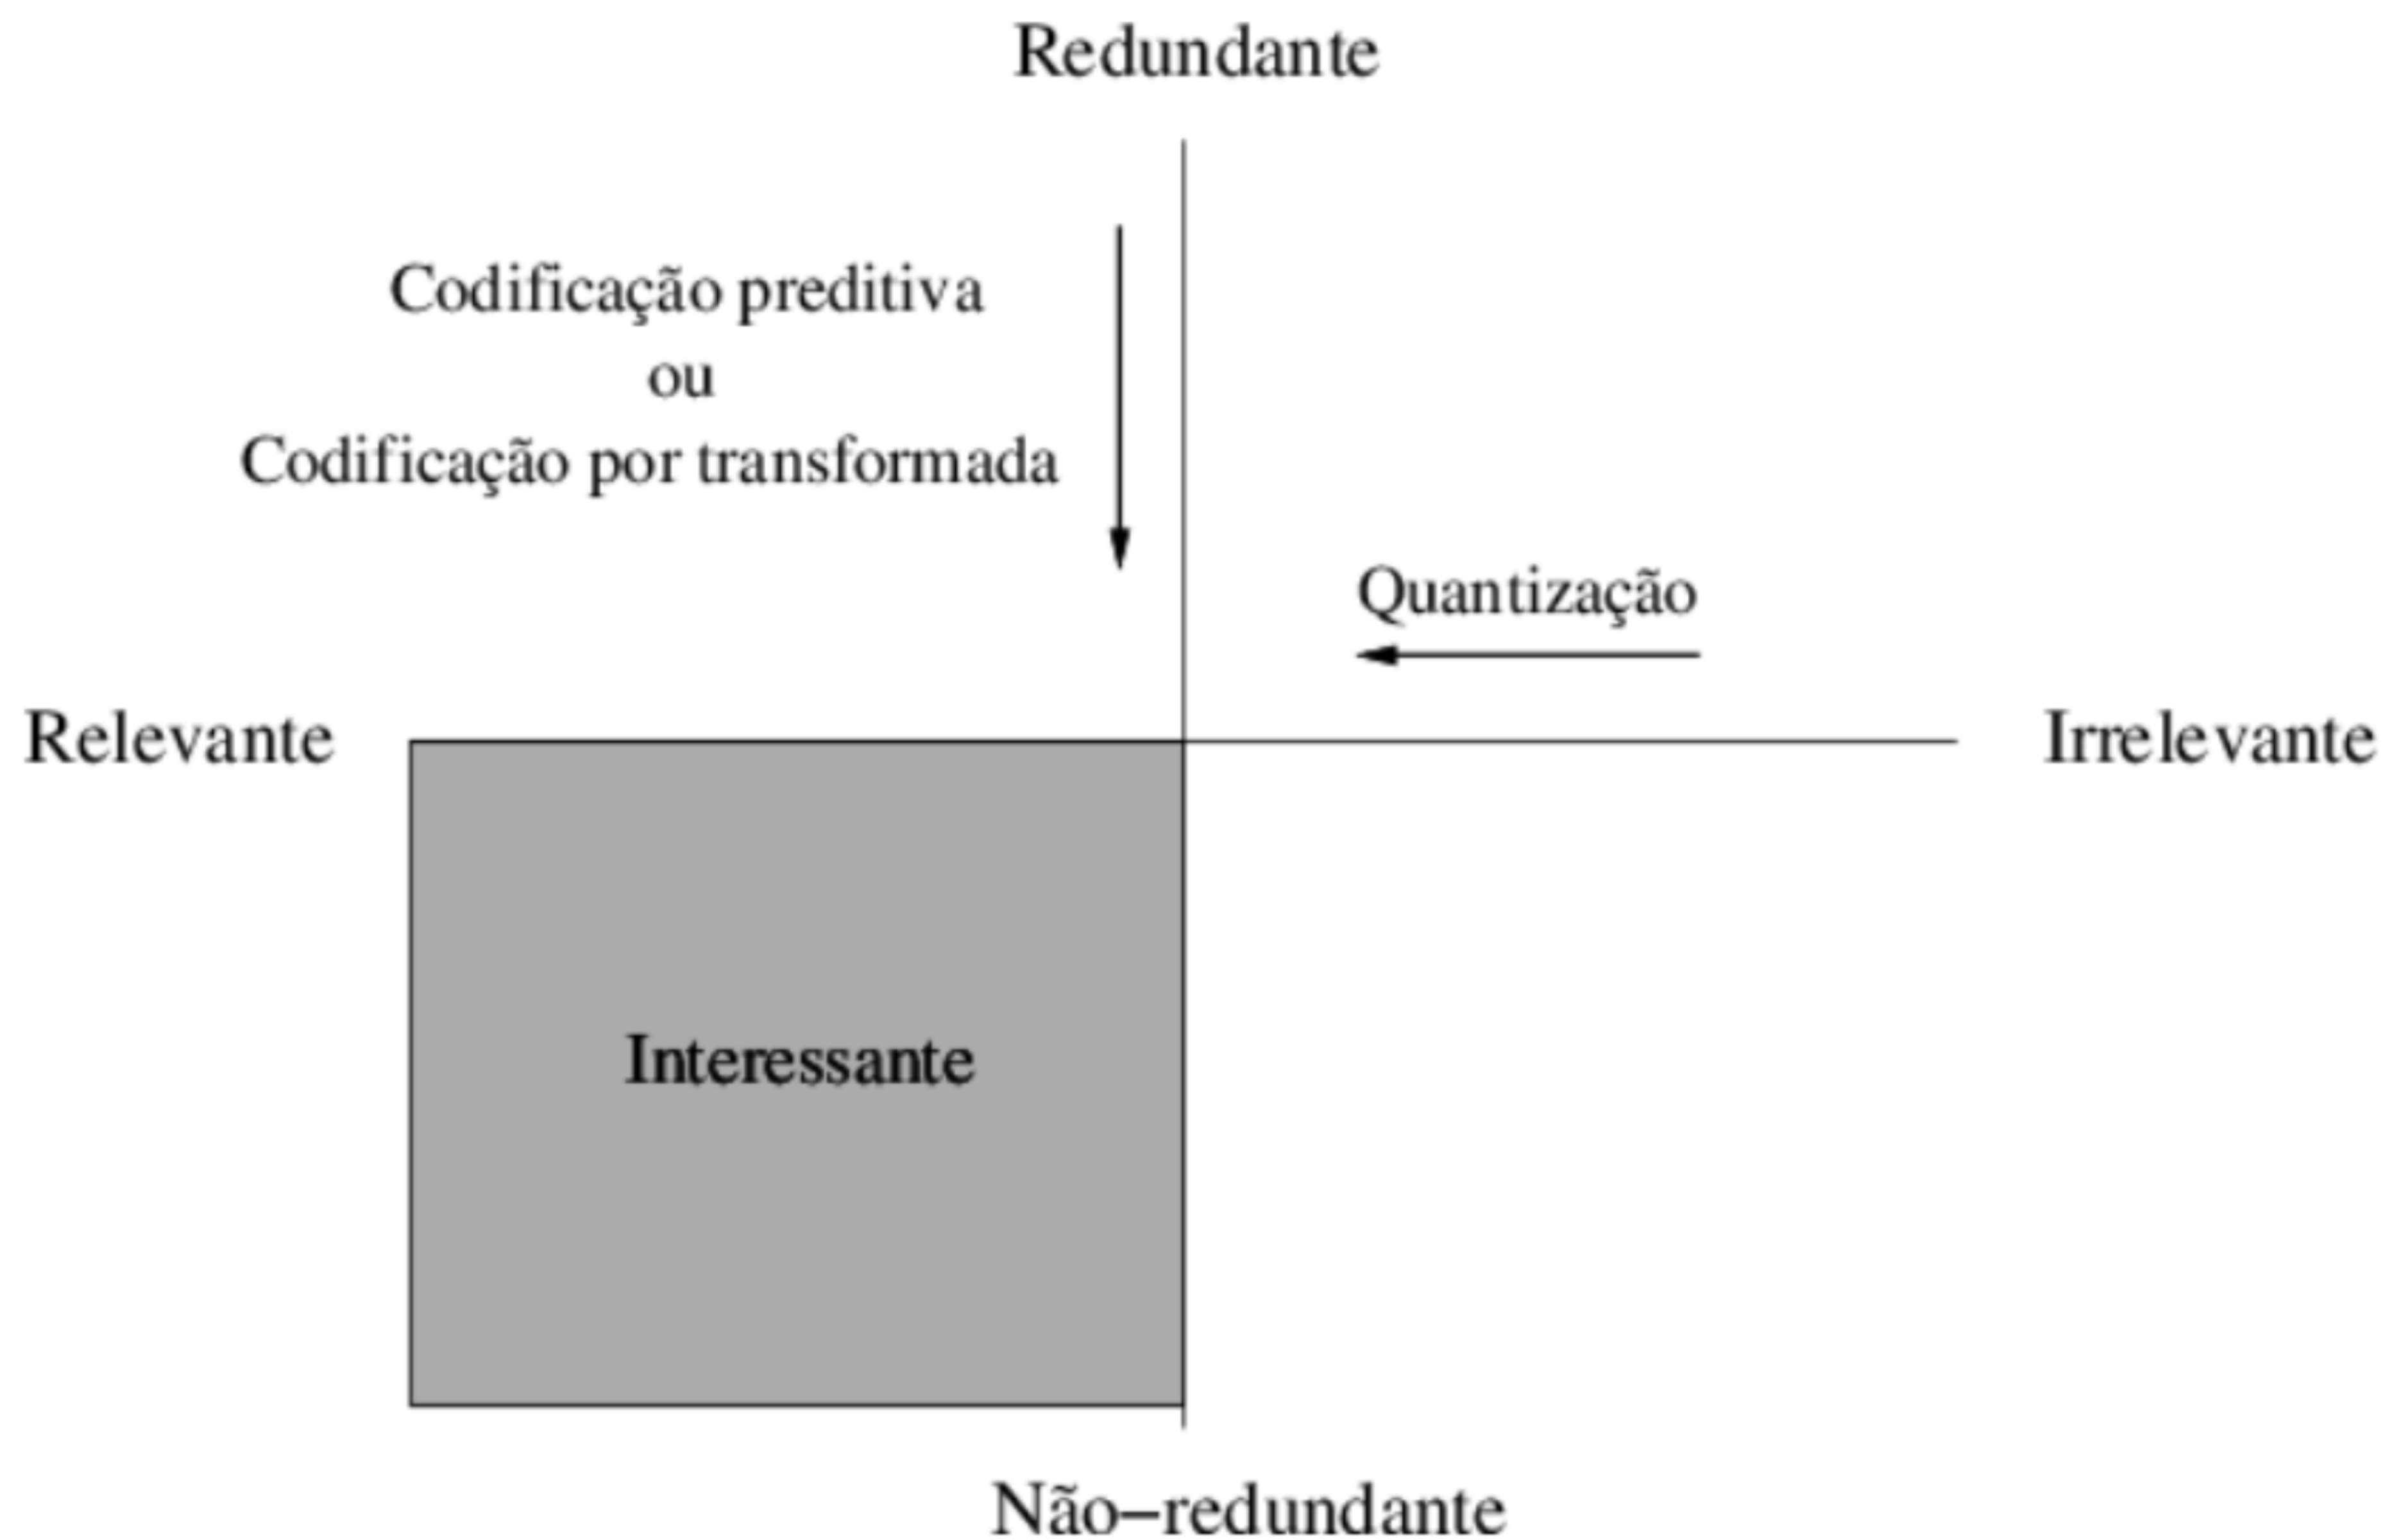 Redundante
Codificação preditiva
ou
Codificação por transformada
Quantização
Relevante
Irrelevante
Interessante
Não–redundante